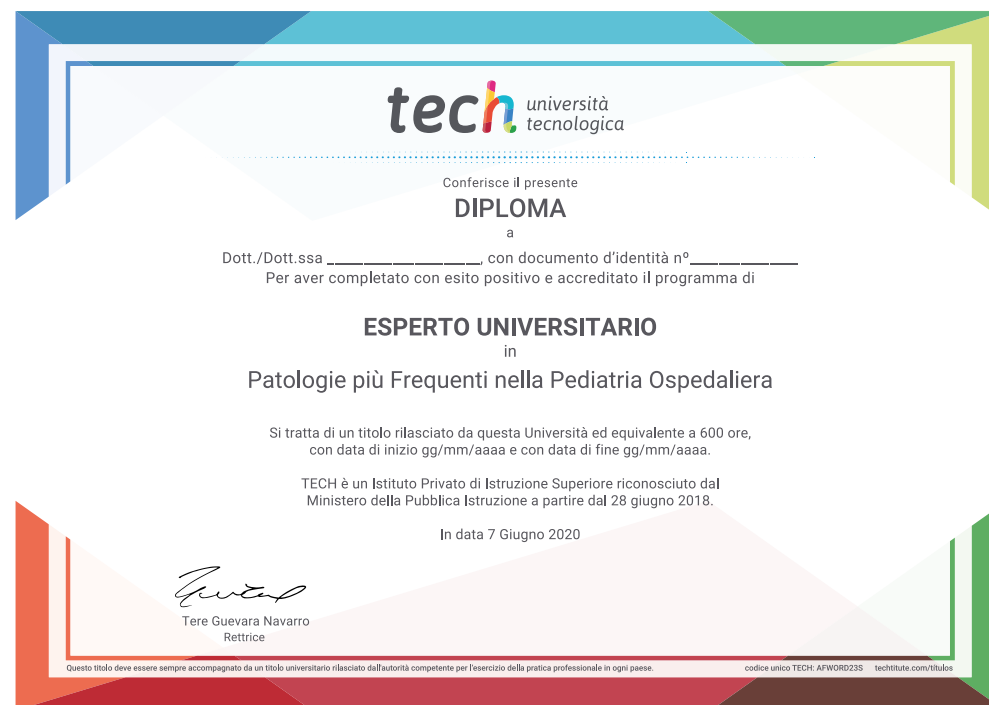 tech università
tecnologica
Conferisce il presente
DIPLOMA
a
Dott./Dott.ssa ____________________, con documento d'identità nº______________
Per aver completato con esito positivo e accreditato il programma di
ESPERTO UNIVERSITARIO
in
Patologie più Frequenti nella Pediatria Ospedaliera
Si tratta di un titolo rilasciato da questa Università ed equivalente a 600 ore,
con data di inizio gg/mm/aaaa e con data di fine gg/mm/aaaa.
TECH è un Istituto Privato di Istruzione Superiore riconosciuto dal
Ministero della Pubblica Istruzione a partire dal 28 giugno 2018.
In data 7 Giugno 2020
Tere Guevara Navarro
Rettrice
Questo titolo deve essere sempre accompagnato da un titolo universitario rilasciato dall'autorità competente per l'esercizio della pratica professionale in ogni paese. codice unico TECH: AFWORD23S techtitute.com/titulos